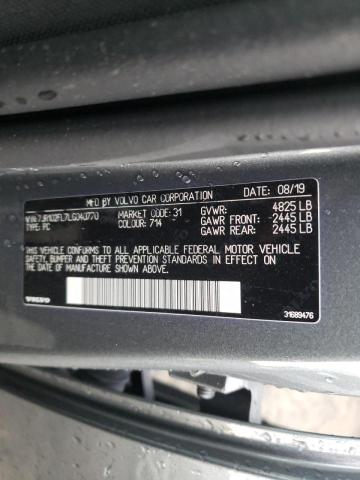 MFD BY VOLVO CAR CORPORATION DATE: 08/19
VIN: 7JR102FL7LG040770 MARKET CODE: 31 GVWR: 4825 LB
TYPE: PC COLOUR: 714 GAWR FRONT: 2445 LB
GAWR REAR: 2445 LB
THIS VEHICLE CONFORMS TO ALL APPLICABLE FEDERAL MOTOR VEHICLE
SAFETY, BUMPER AND THEFT PREVENTION STANDARDS IN EFFECT ON THE
DATE OF MANUFACTURE SHOWN ABOVE.
VOLVO
31689476